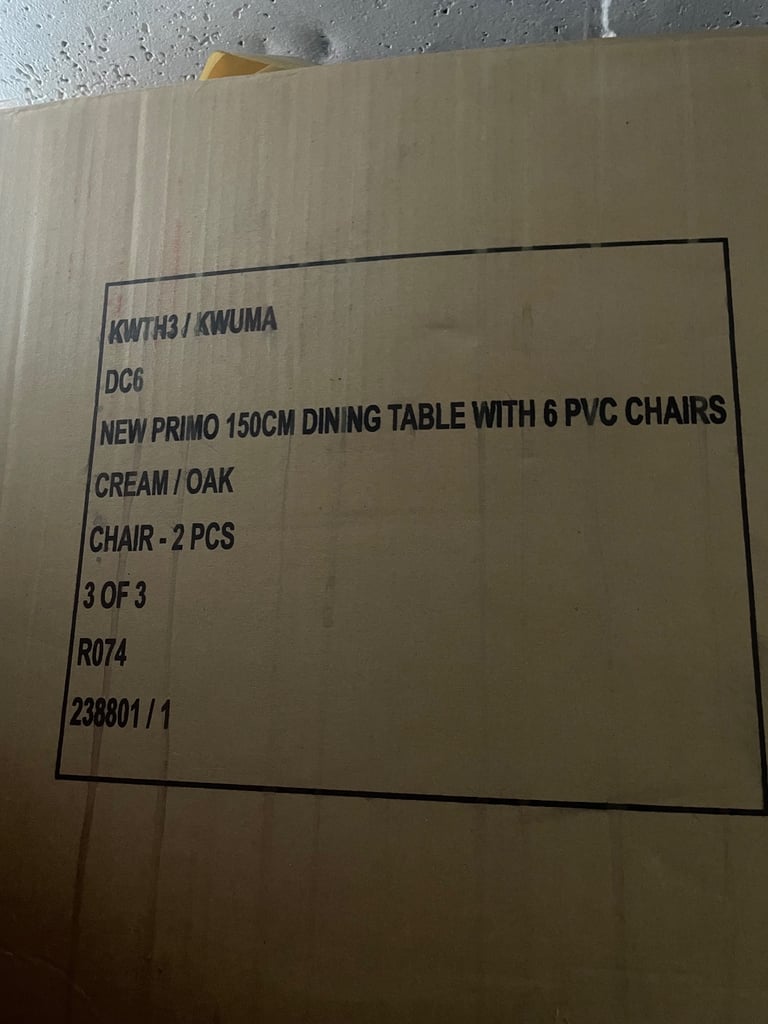 KWTH3 / KWUMA
DC6
NEW PRIMO 150CM DINING TABLE WITH 6 PVC CHAIRS
CREAM / OAK
CHAIR - 2 PCS
3 OF 3
R074
238801 / 1